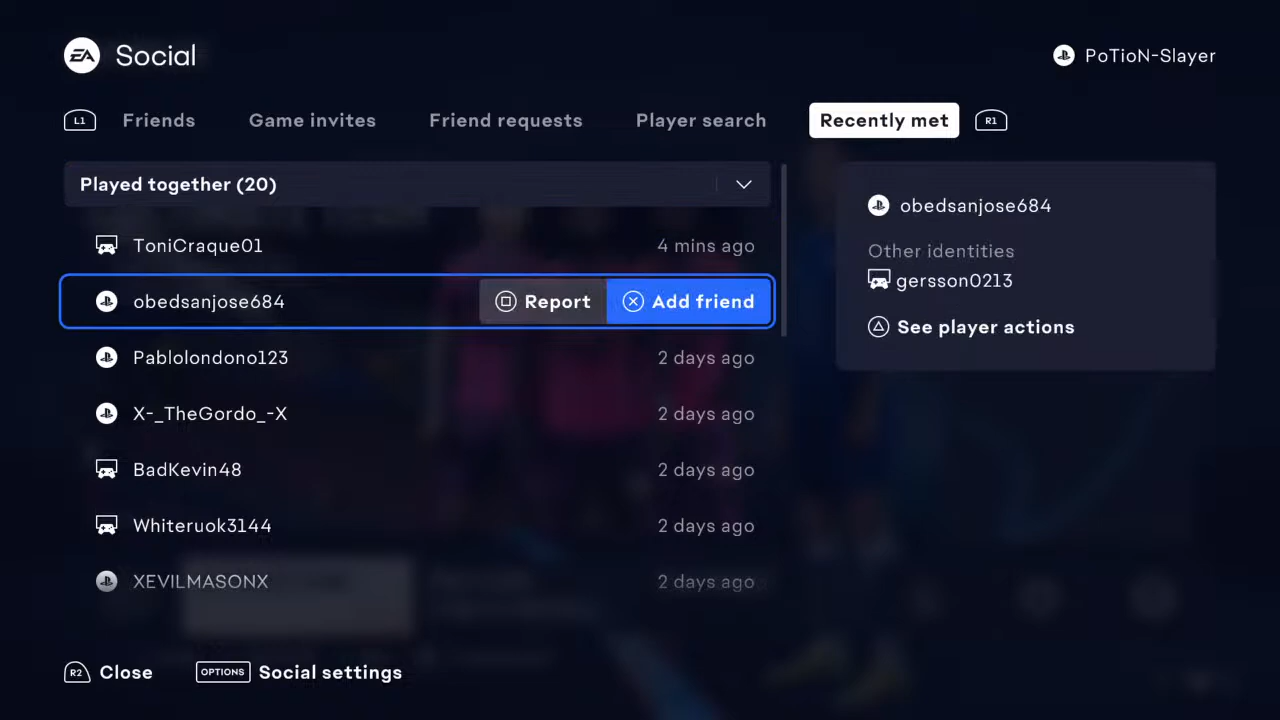 EA Social
PoTioN-Slayer
L1 Friends Game invites Friend requests Player search Recently met R1
Played together (20)
ToniCraque01 4 mins ago
obedsanjose684 Report Add friend
Pablolondono123 2 days ago
X-_TheGordo_-X 2 days ago
BadKevin48 2 days ago
Whiteruok3144 2 days ago
XEVILMASONX 2 days ago
obedsanjose684
Other identities
gersson0213
See player actions
R2 Close OPTIONS Social settings